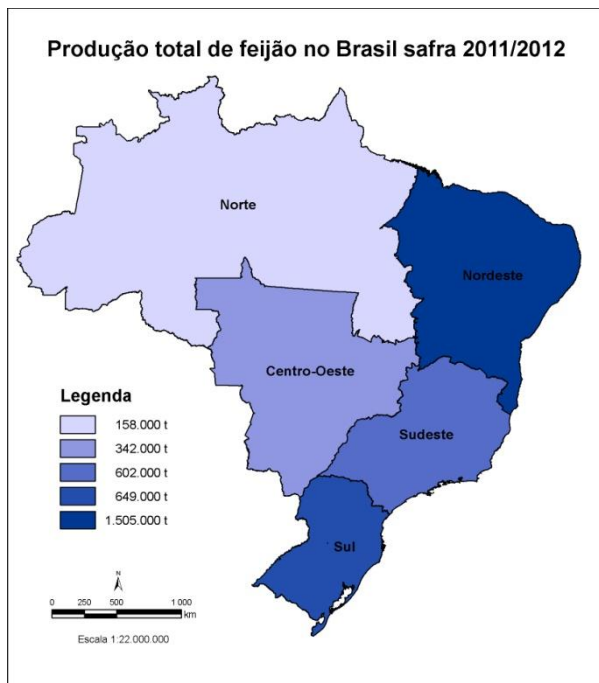 Produção total de feijão no Brasil safra 2011/2012
Norte
Nordeste
Centro-Oeste
Sudeste
Sul
Legenda
158.000 t
342.000 t
602.000 t
649.000 t
1.505.000 t
N
0 250 500 1 000
km
Escala 1:22.000.000